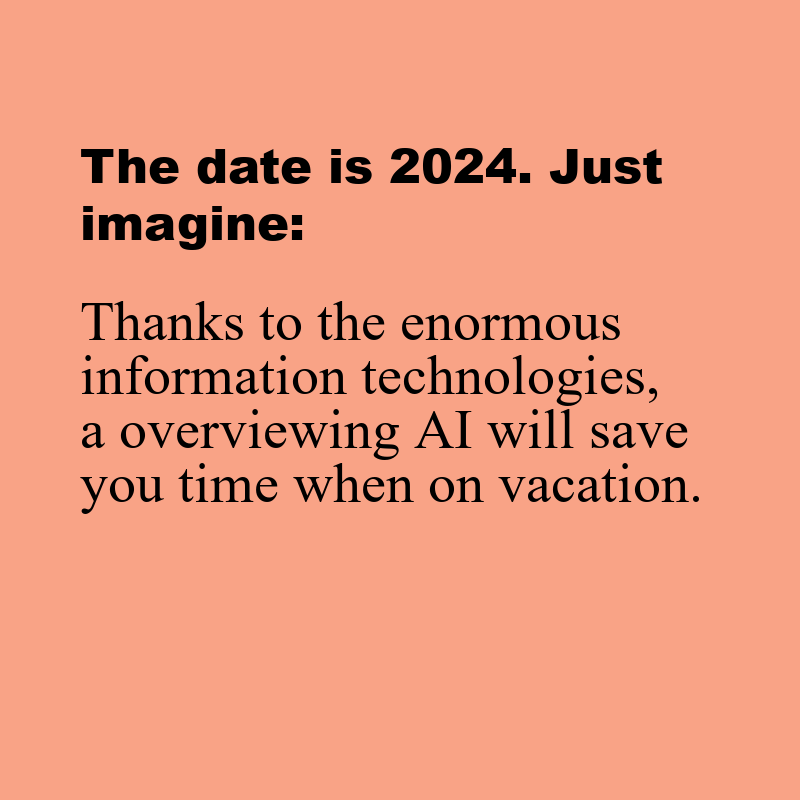 The date is 2024. Just
imagine:
Thanks to the enormous
information technologies,
a overviewing AI will save
you time when on vacation.